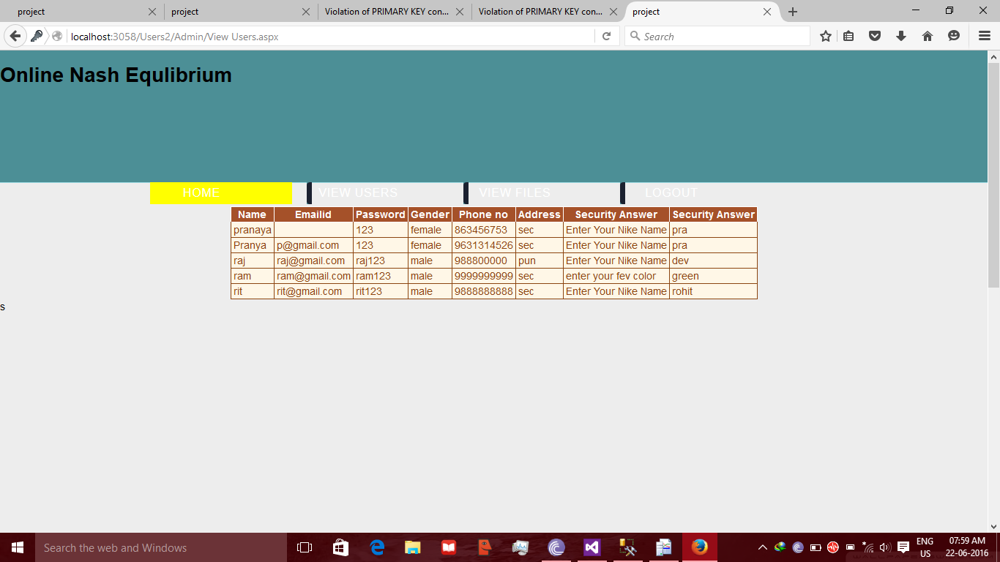 project project Violation of PRIMARY KEY con... Violation of PRIMARY KEY con... project
localhost:3058/Users2/Admin/View Users.aspx Search
Online Nash Equlibrium
HOME VIEW USERS VIEW FILES LOGOUT
Name Emailid Password Gender Phone no Address Security Answer Security Answer
pranaya 123 female 863456753 sec Enter Your Nike Name pra
Pranya p@gmail.com 123 female 9631314526 sec Enter Your Nike Name pra
raj raj@gmail.com raj123 male 988800000 pun Enter Your Nike Name dev
ram ram@gmail.com ram123 male 9999999999 sec enter your fev color green
rit rit@gmail.com rit123 male 9888888888 sec Enter Your Nike Name rohit
s
Search the web and Windows
ENG 07:59 AM
US 22-06-2016